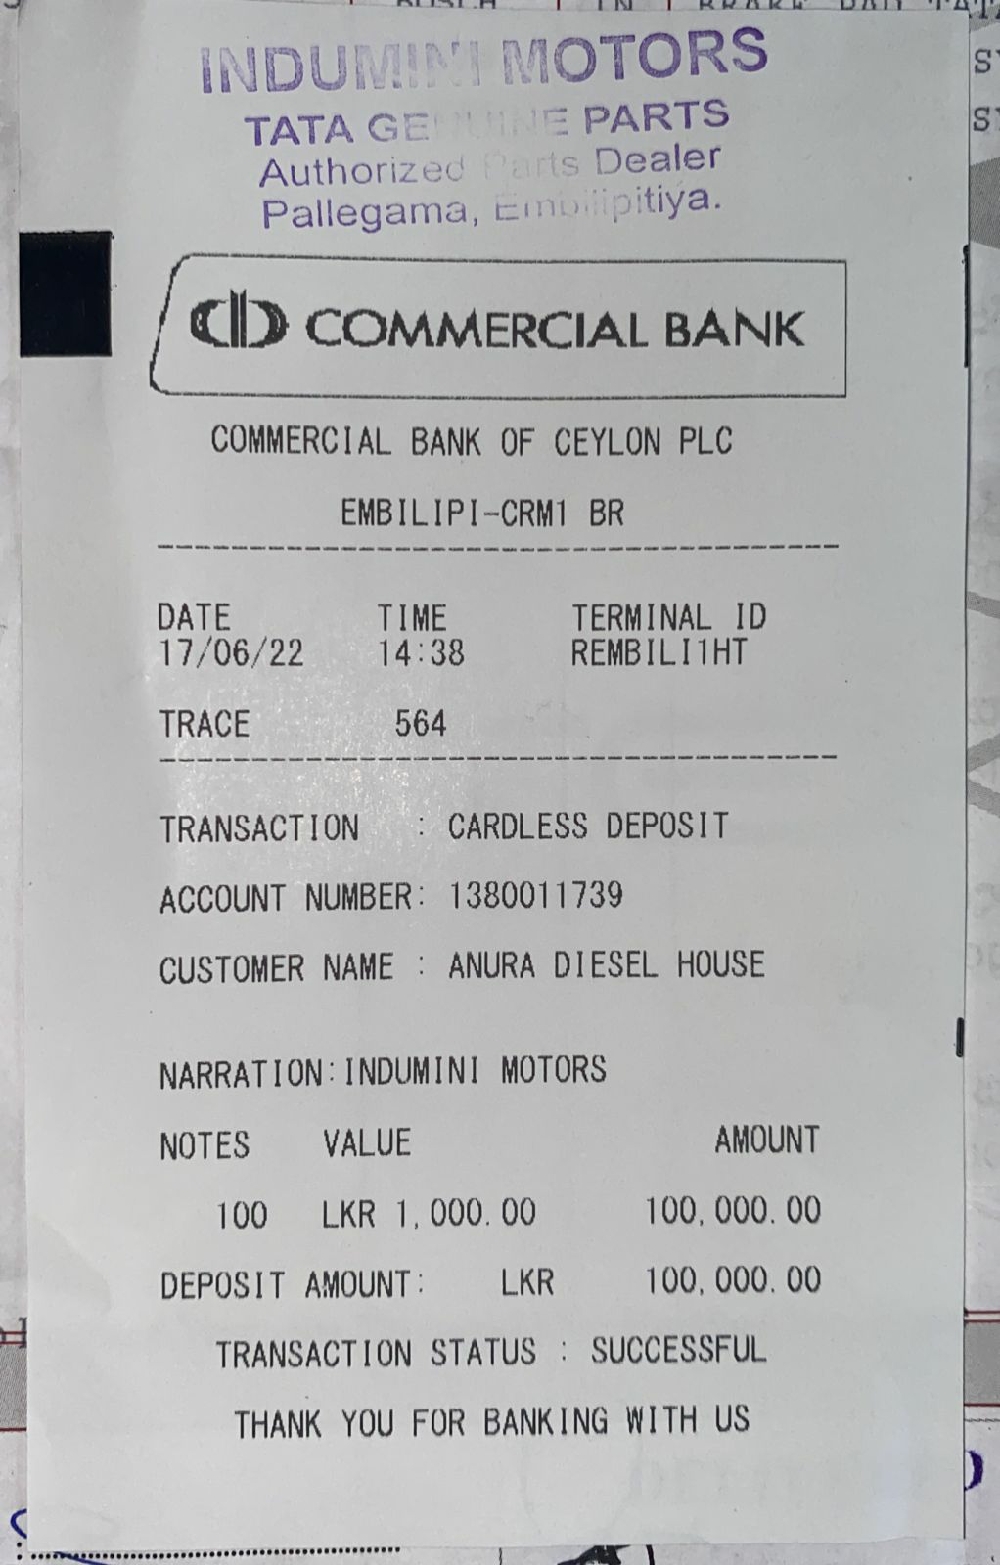 INDUMINI MOTORS
TATA GENUINE PARTS
Authorized Parts Dealer
Pallegama, Embilipitiya.
COMMERCIAL BANK
COMMERCIAL BANK OF CEYLON PLC
EMBILIPI-CRM1 BR
DATE TIME TERMINAL ID
17/06/22 14:38 REMBILI1HT
TRACE 564
TRANSACTION : CARDLESS DEPOSIT
ACCOUNT NUMBER: 1380011739
CUSTOMER NAME : ANURA DIESEL HOUSE
NARRATION:INDUMINI MOTORS
NOTES VALUE AMOUNT
100 LKR 1,000.00 100,000.00
DEPOSIT AMOUNT: LKR 100,000.00
TRANSACTION STATUS : SUCCESSFUL
THANK YOU FOR BANKING WITH US